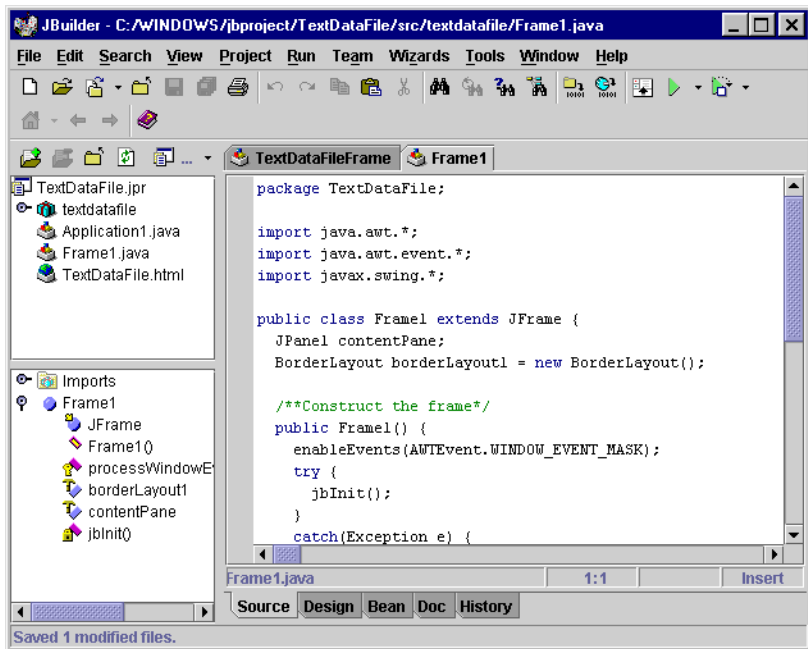 JBuilder - C:/WINDOWS/jbproject/TextDataFile/src/textdatafile/Frame1.java
File Edit Search View Project Run Team Wizards Tools Window Help
...
TextDataFileFrame
Frame1
TextDataFile.jpr
textdatafile
Application1.java
Frame1.java
TextDataFile.html
Imports
Frame1
JFrame
Frame1()
processWindowE
borderLayout1
contentPane
jbInit()
package TextDataFile;
import java.awt.*;
import java.awt.event.*;
import javax.swing.*;
public class Frame1 extends JFrame {
JPanel contentPane;
BorderLayout borderLayout1 = new BorderLayout();
/**Construct the frame*/
public Frame1() {
enableEvents(AWTEvent.WINDOW_EVENT_MASK);
try {
jbInit();
}
catch(Exception e) {
Frame1.java 1:1 Insert
Source Design Bean Doc History
Saved 1 modified files.